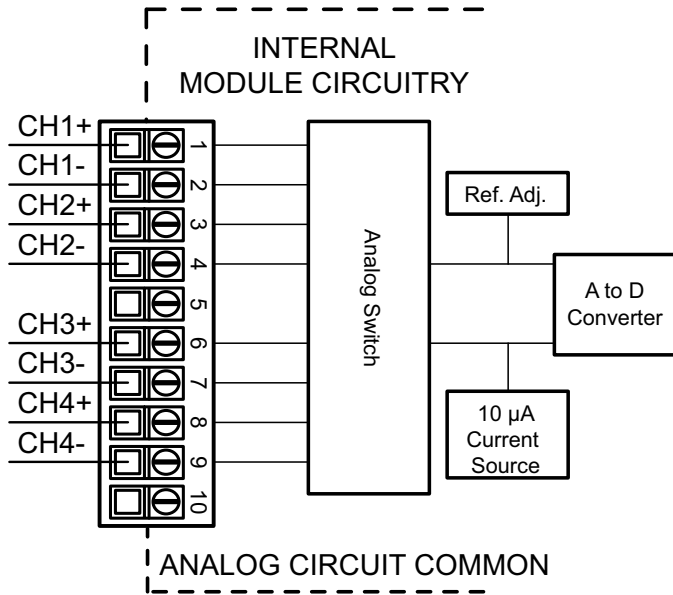 INTERNAL
MODULE CIRCUITRY
CH1+
CH1-
CH2+
CH2-
CH3+
CH3-
CH4+
CH4-
1
2
3
4
5
6
7
8
9
10
Analog Switch
Ref. Adj.
A to D
Converter
10 µA
Current
Source
ANALOG CIRCUIT COMMON